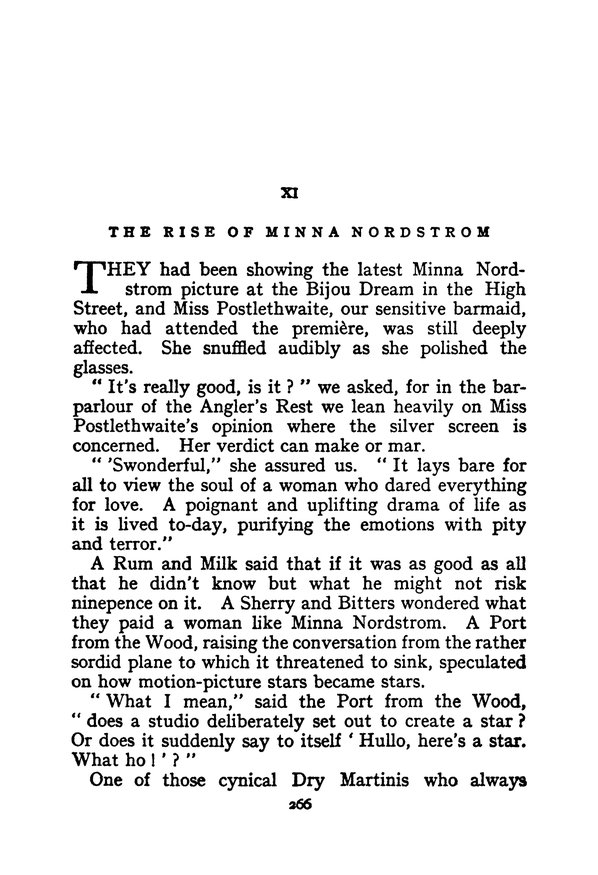 XI
THE RISE OF MINNA NORDSTROM
THEY had been showing the latest Minna Nord-
strom picture at the Bijou Dream in the High
Street, and Miss Postlethwaite, our sensitive barmaid,
who had attended the première, was still deeply
affected. She snuffled audibly as she polished the
glasses.
“ It's really good, is it ? ” we asked, for in the bar-
parlour of the Angler's Rest we lean heavily on Miss
Postlethwaite's opinion where the silver screen is
concerned. Her verdict can make or mar.
“ 'Swonderful,” she assured us. “ It lays bare for
all to view the soul of a woman who dared everything
for love. A poignant and uplifting drama of life as
it is lived to-day, purifying the emotions with pity
and terror.”
A Rum and Milk said that if it was as good as all
that he didn't know but what he might not risk
ninepence on it. A Sherry and Bitters wondered what
they paid a woman like Minna Nordstrom. A Port
from the Wood, raising the conversation from the rather
sordid plane to which it threatened to sink, speculated
on how motion-picture stars became stars.
“ What I mean,” said the Port from the Wood,
“ does a studio deliberately set out to create a star ?
Or does it suddenly say to itself ‘ Hullo, here's a star.
What ho ! ’ ? ”
One of those cynical Dry Martinis who always
266